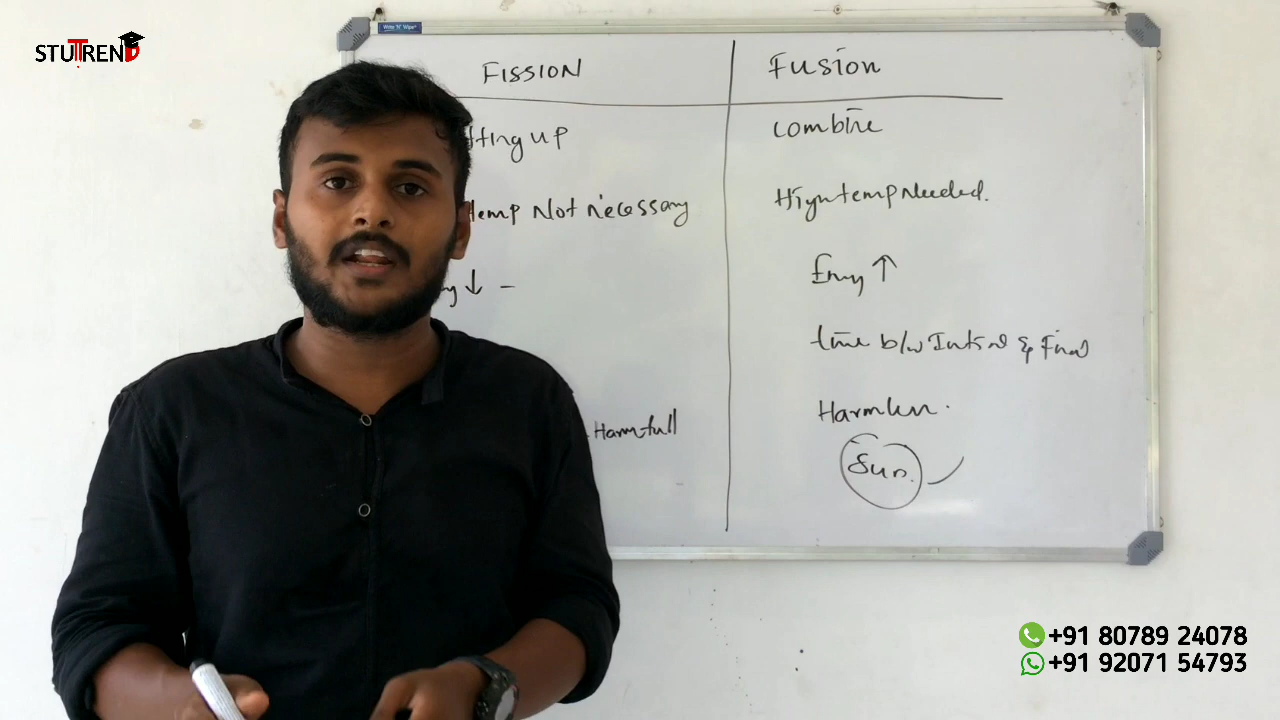 STUTREND
Write 'N' Wipe
FISSION
Fusion
tting up
combine
temp Not necessary
High temp Needed.
↓ -
Enrgy ↑
time b/w Initial & Final
Harmfull
Harmless.
Sun.
+91 80789 24078
+91 92071 54793